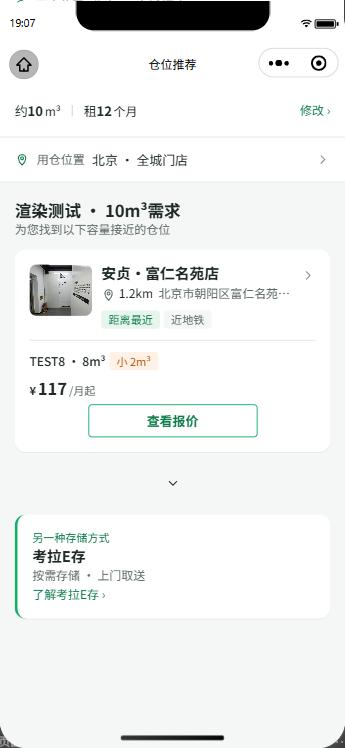 19:07
仓位推荐
约10m³ | 租12个月 修改 ›
用仓位置 北京 · 全城门店
渲染测试 · 10m³需求
为您找到以下容量接近的仓位
安贞·富仁名苑店
1.2km 北京市朝阳区富仁名苑…
距离最近 近地铁
TEST8 · 8m³ 小 2m³
¥117/月起
查看报价
另一种存储方式
考拉E存
按需存储 · 上门取送
了解考拉E存 ›